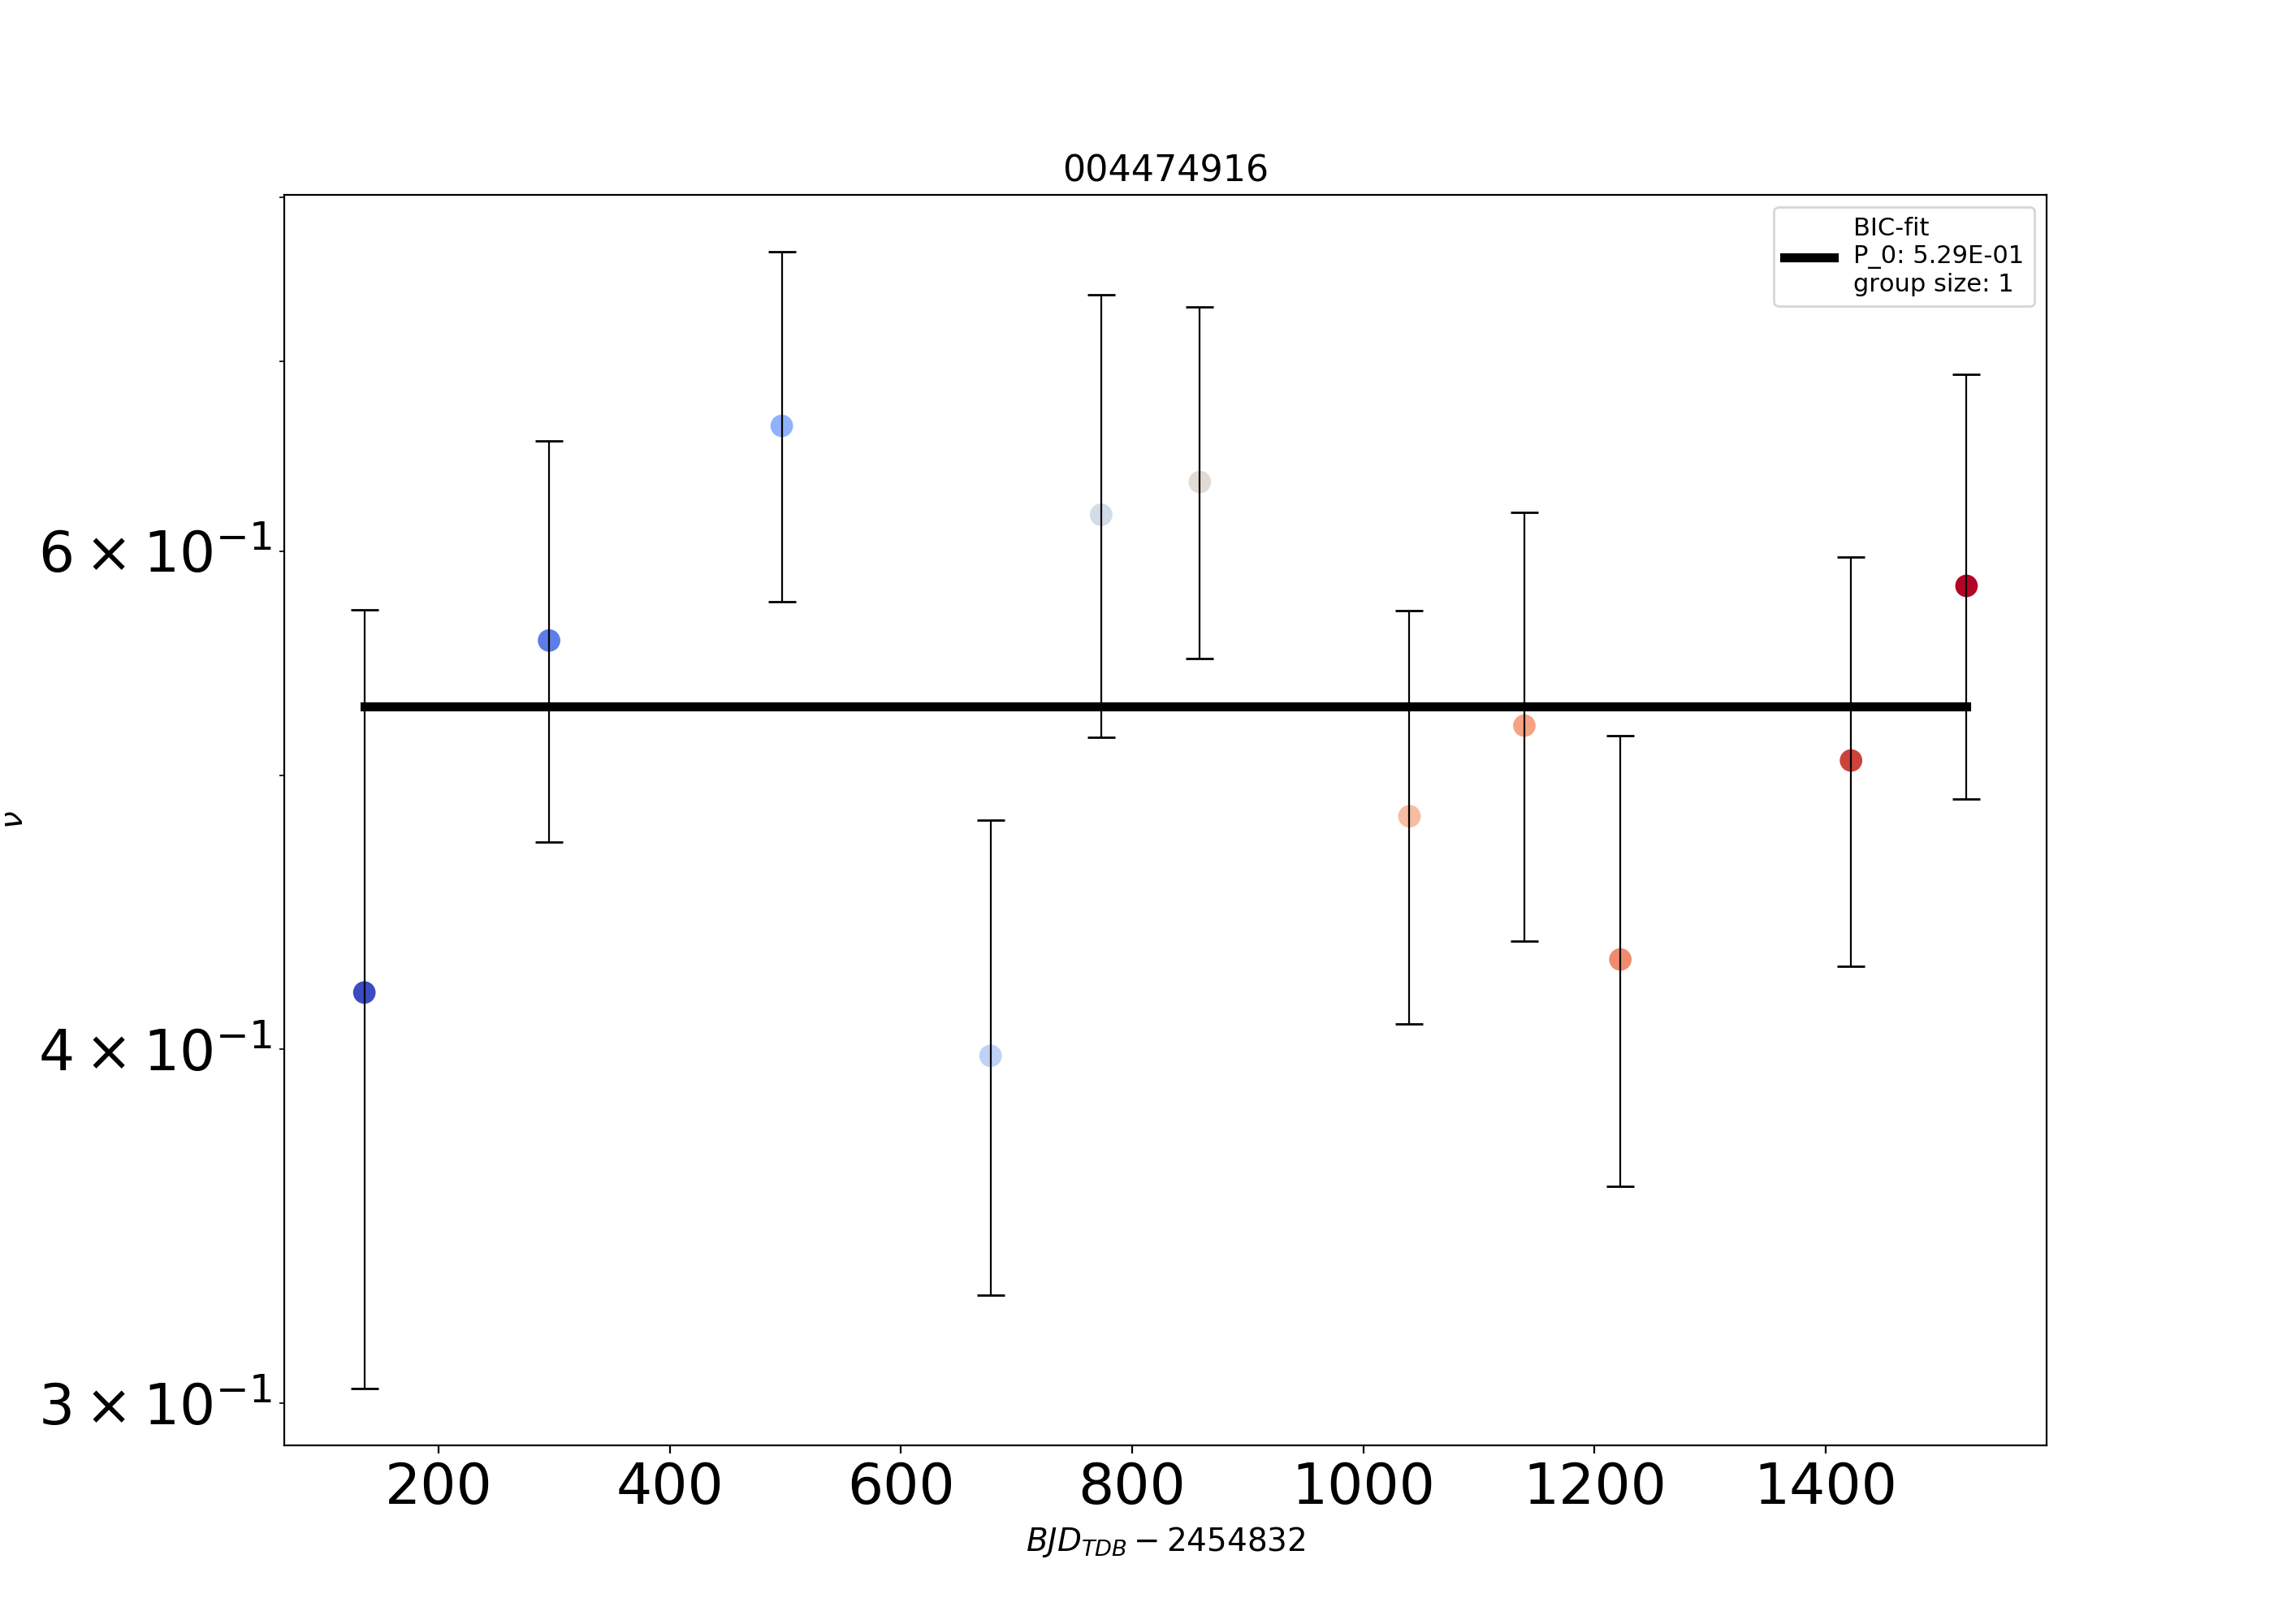 004474916
BIC-fit
P_0: 5.29E-01
group size: 1
6 × 10⁻¹
4 × 10⁻¹
3 × 10⁻¹
ν
200 400 600 800 1000 1200 1400
BJD_TDB − 2454832